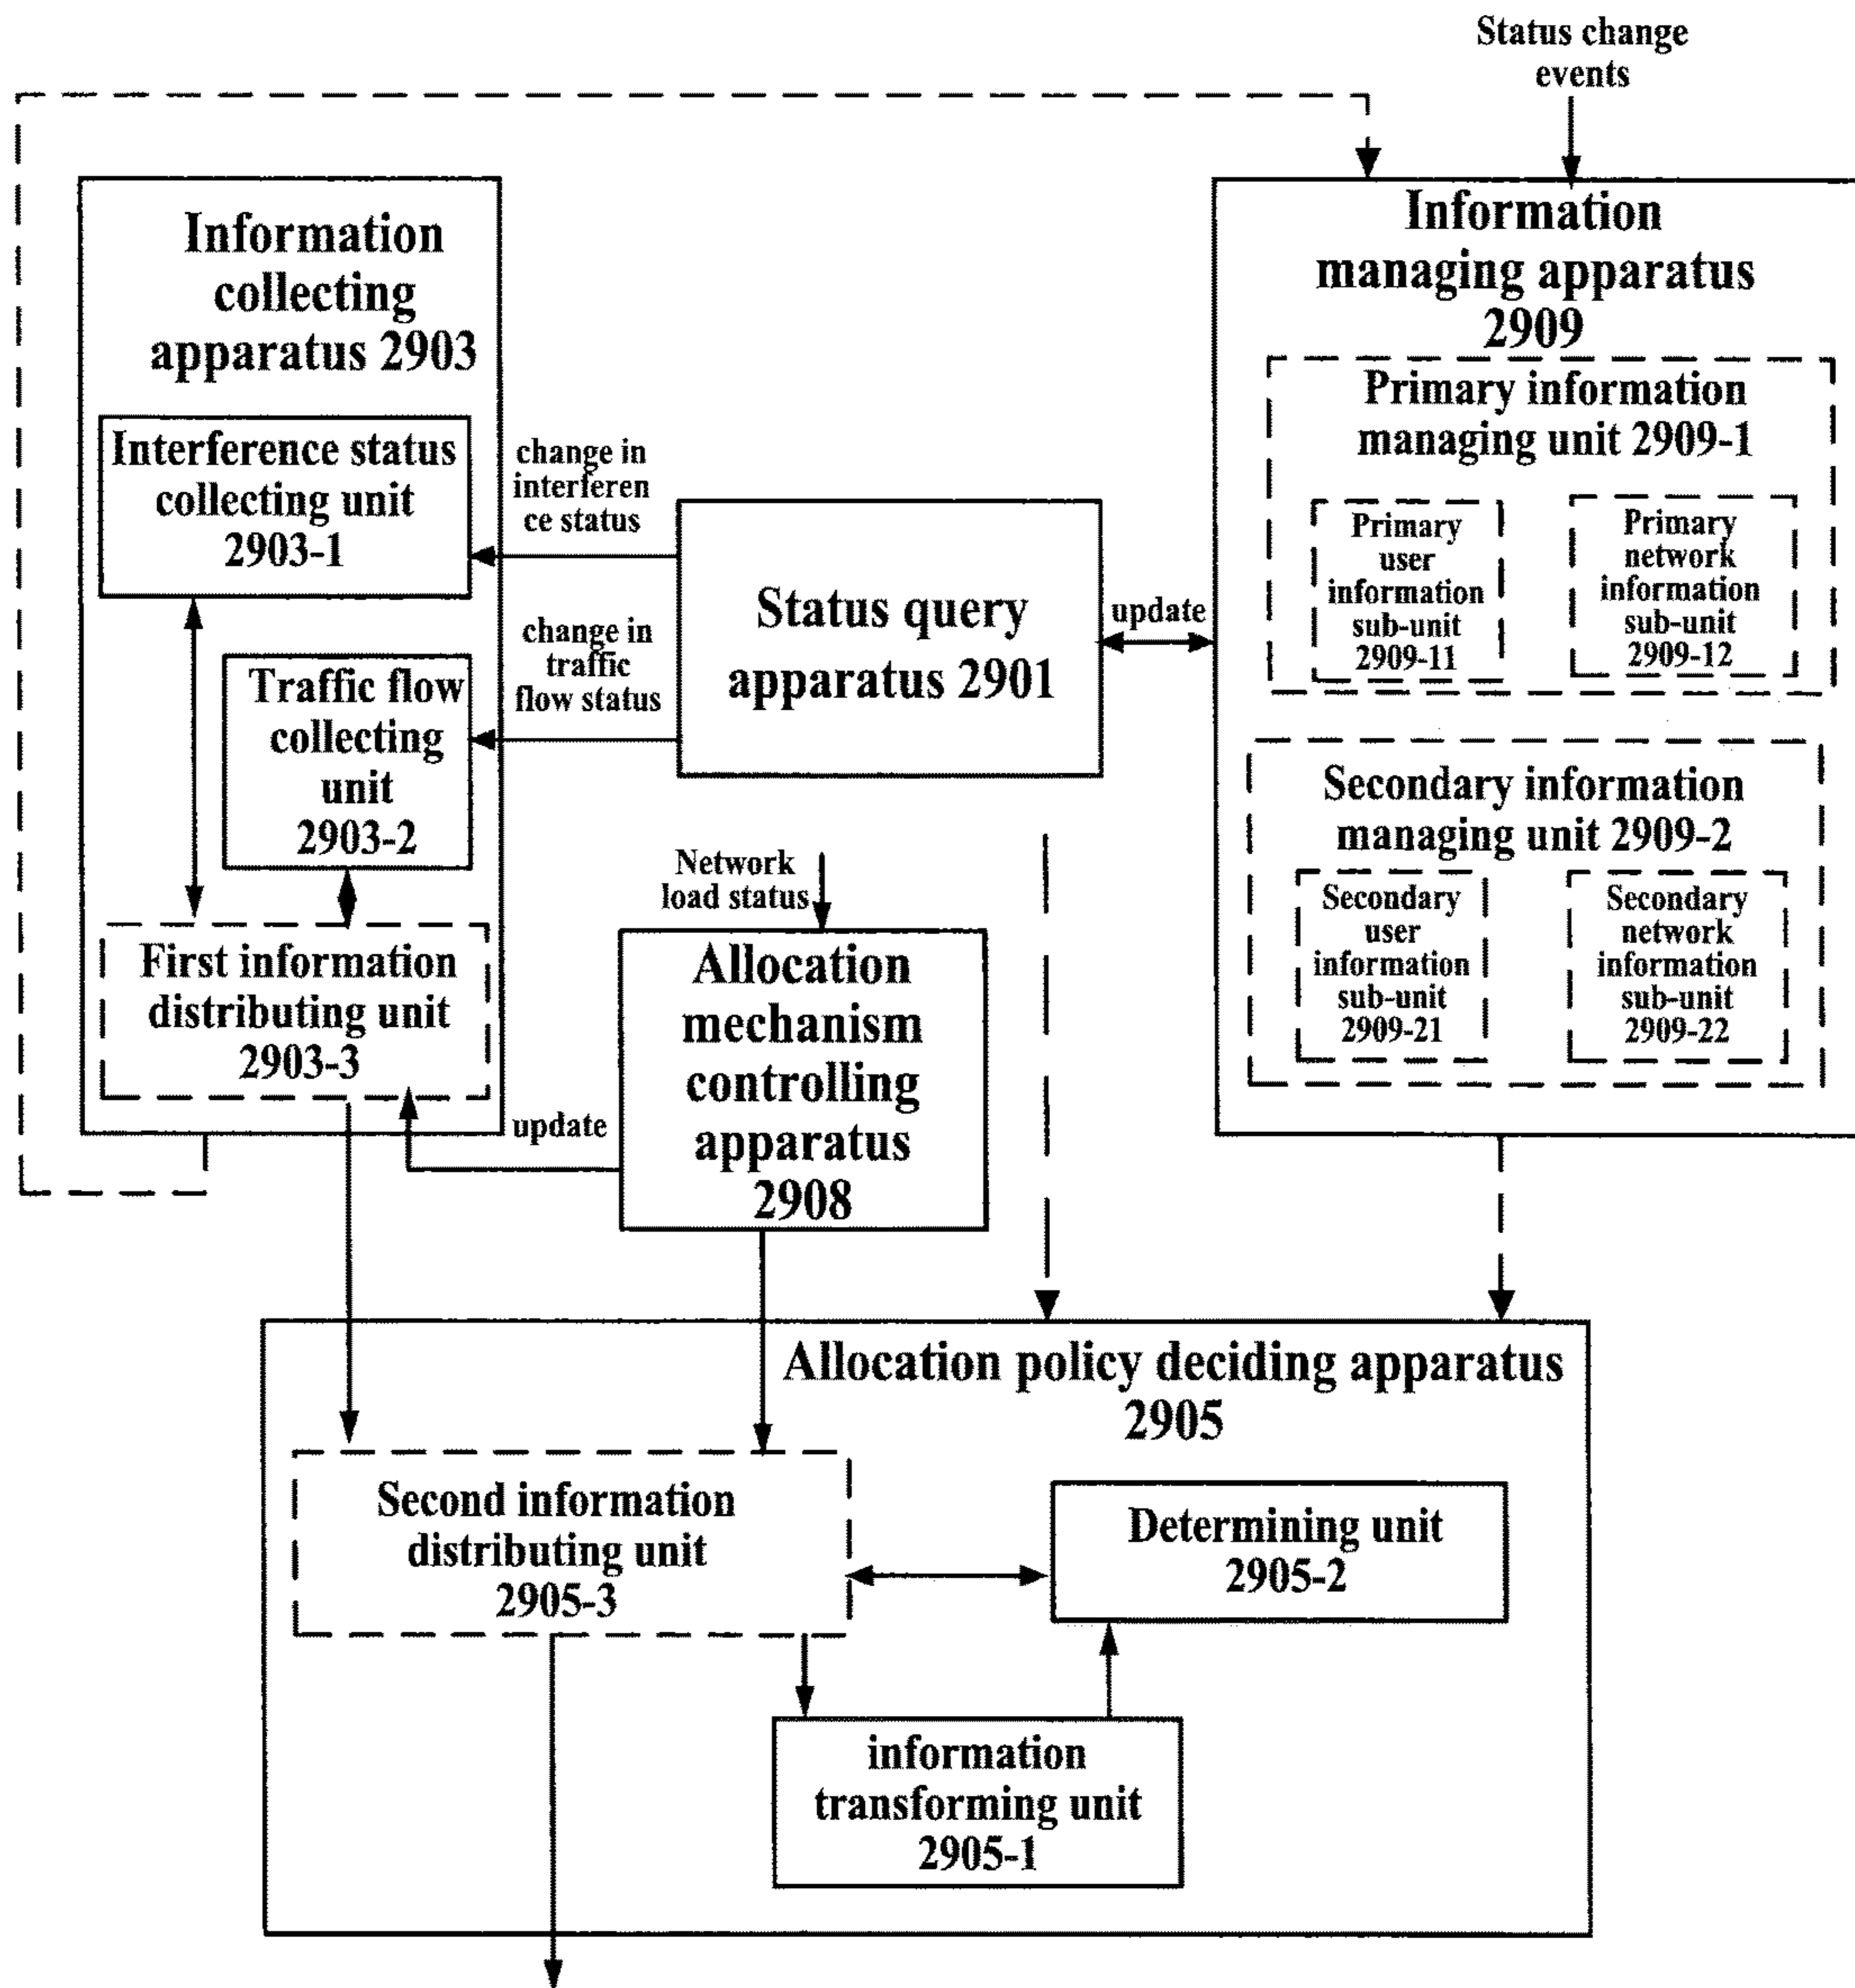 Status change
events
Information
collecting
apparatus 2903
Interference status
collecting unit
2903-1
Traffic flow
collecting
unit
2903-2
First information
distributing unit
2903-3
change in
interferen
ce status
change in
traffic
flow status
Status query
apparatus 2901
update
Information
managing apparatus
2909
Primary information
managing unit 2909-1
Primary
user
information
sub-unit
2909-11
Primary
network
information
sub-unit
2909-12
Secondary information
managing unit 2909-2
Secondary
user
information
sub-unit
2909-21
Secondary
network
information
sub-unit
2909-22
Network
load status
Allocation
mechanism
controlling
apparatus
2908
update
Allocation policy deciding apparatus
2905
Second information
distributing unit
2905-3
Determining unit
2905-2
information
transforming unit
2905-1